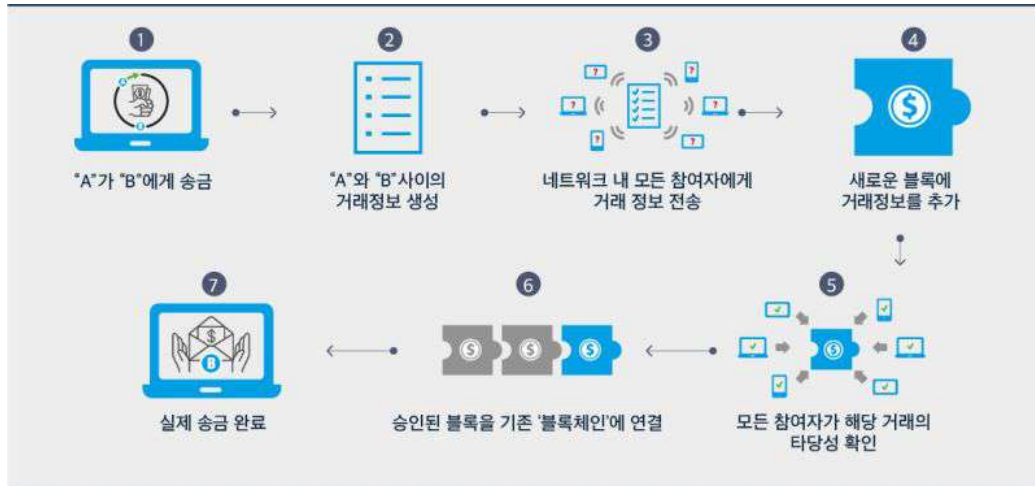 1
"A"가 "B"에게 송금
2
"A"와 "B"사이의
거래정보 생성
3
네트워크 내 모든 참여자에게
거래 정보 전송
4
새로운 블록에
거래정보를 추가
5
모든 참여자가 해당 거래의
타당성 확인
6
승인된 블록을 기존 '블록체인'에 연결
7
B
실제 송금 완료